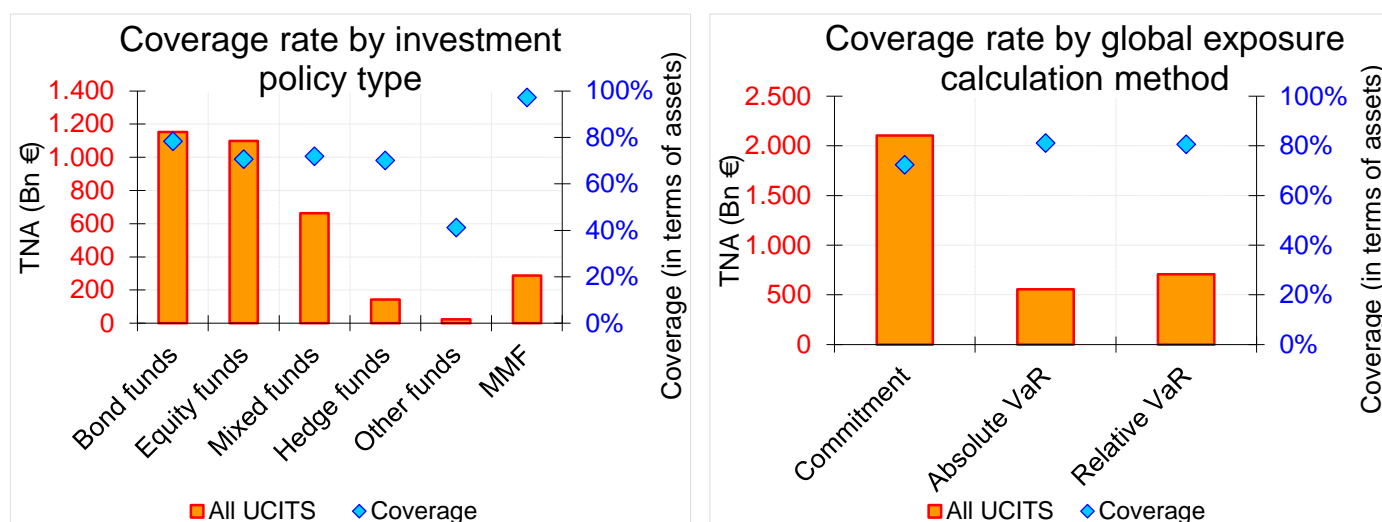 Coverage rate by investment
policy type
TNA (Bn €)
1.400
1.200
1.000
800
600
400
200
0
100%
80%
60%
40%
20%
0%
Coverage (in terms of assets)
Bond funds
Equity funds
Mixed funds
Hedge funds
Other funds
MMF
All UCITS
Coverage
Coverage rate by global exposure
calculation method
TNA (Bn €)
2.500
2.000
1.500
1.000
500
0
100%
80%
60%
40%
20%
0%
Coverage (in terms of assets)
Commitment
Absolute VaR
Relative VaR
All UCITS
Coverage